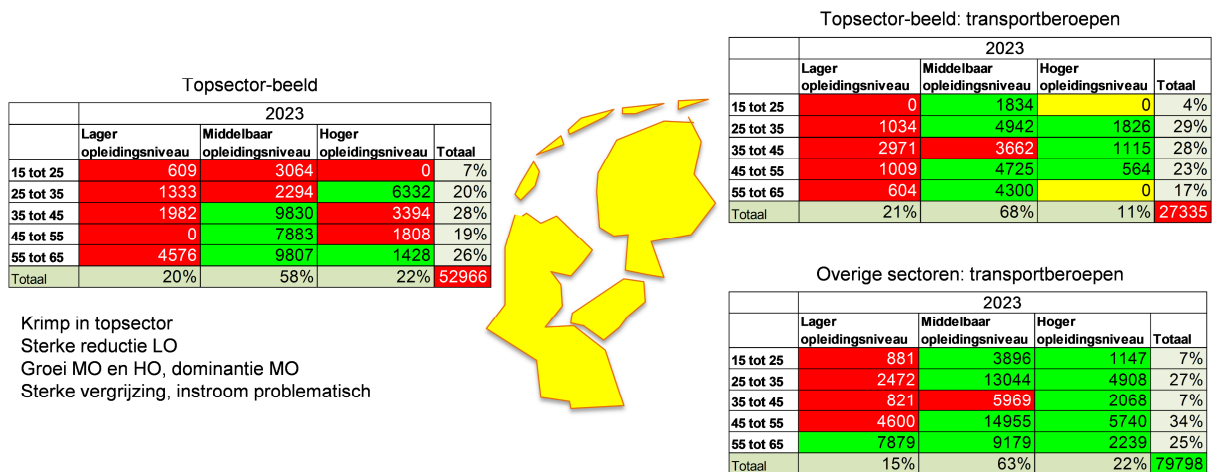 Topsector-beeld
2023
Lager opleidingsniveau Middelbaar opleidingsniveau Hoger opleidingsniveau Totaal
15 tot 25 609 3064 0 7%
25 tot 35 1333 2294 6332 20%
35 tot 45 1982 9830 3394 28%
45 tot 55 0 7883 1808 19%
55 tot 65 4576 9807 1428 26%
Totaal 20% 58% 22% 52966
Krimp in topsector
Sterke reductie LO
Groei MO en HO, dominantie MO
Sterke vergrijzing, instroom problematisch
Topsector-beeld: transportberoepen
2023
Lager opleidingsniveau Middelbaar opleidingsniveau Hoger opleidingsniveau Totaal
15 tot 25 0 1834 0 4%
25 tot 35 1034 4942 1826 29%
35 tot 45 2971 3662 1115 28%
45 tot 55 1009 4725 564 23%
55 tot 65 604 4300 0 17%
Totaal 21% 68% 11% 27335
Overige sectoren: transportberoepen
2023
Lager opleidingsniveau Middelbaar opleidingsniveau Hoger opleidingsniveau Totaal
15 tot 25 881 3896 1147 7%
25 tot 35 2472 13044 4908 27%
35 tot 45 821 5969 2068 7%
45 tot 55 4600 14955 5740 34%
55 tot 65 7879 9179 2239 25%
Totaal 15% 63% 22% 79798